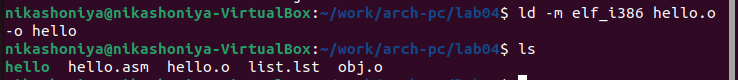 nikashoniya@nikashoniya-VirtualBox:~/work/arch-pc/lab04$ ld -m elf_i386 hello.o
-o hello
nikashoniya@nikashoniya-VirtualBox:~/work/arch-pc/lab04$ ls
hello  hello.asm  hello.o  list.lst  obj.o